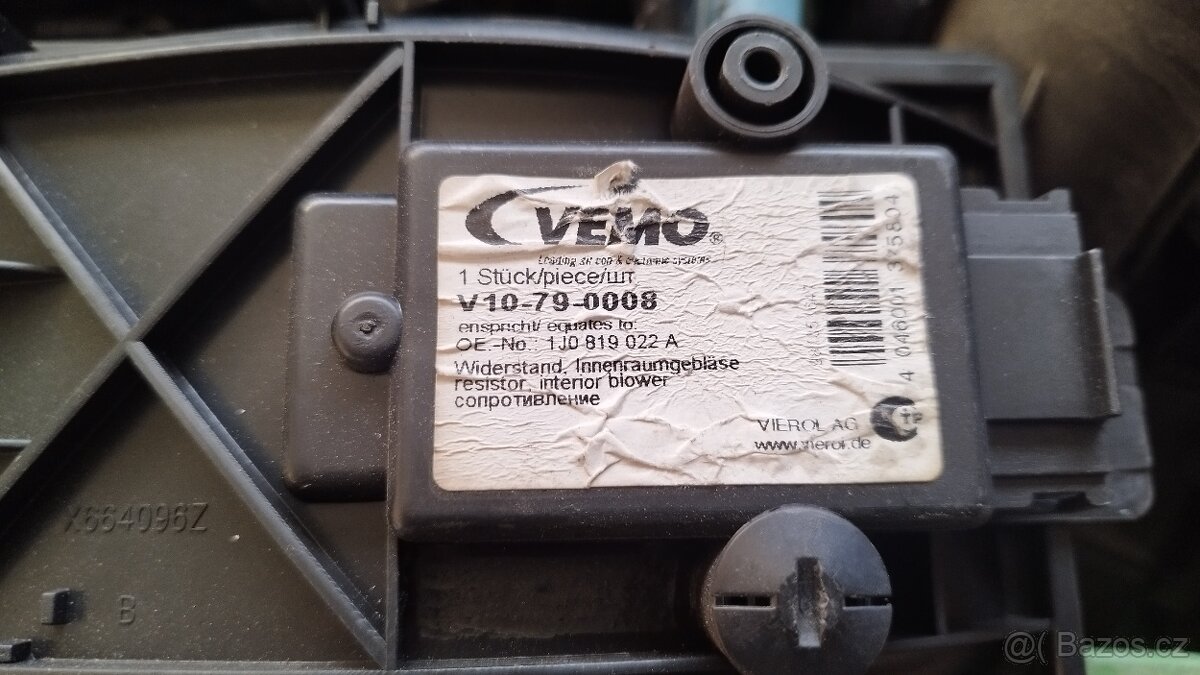 VEMO®
1 Stück/piece/шт
V10-79-0008
enspricht/ equates to:
OE.-No.: 1J0 819 022 A
Widerstand, Innenraumgebläse
resistor, interior blower
сопротивление
VIEROL AG
www.vierol.de
4 046001 375804
X664096Z
B
@( Bazos.cz